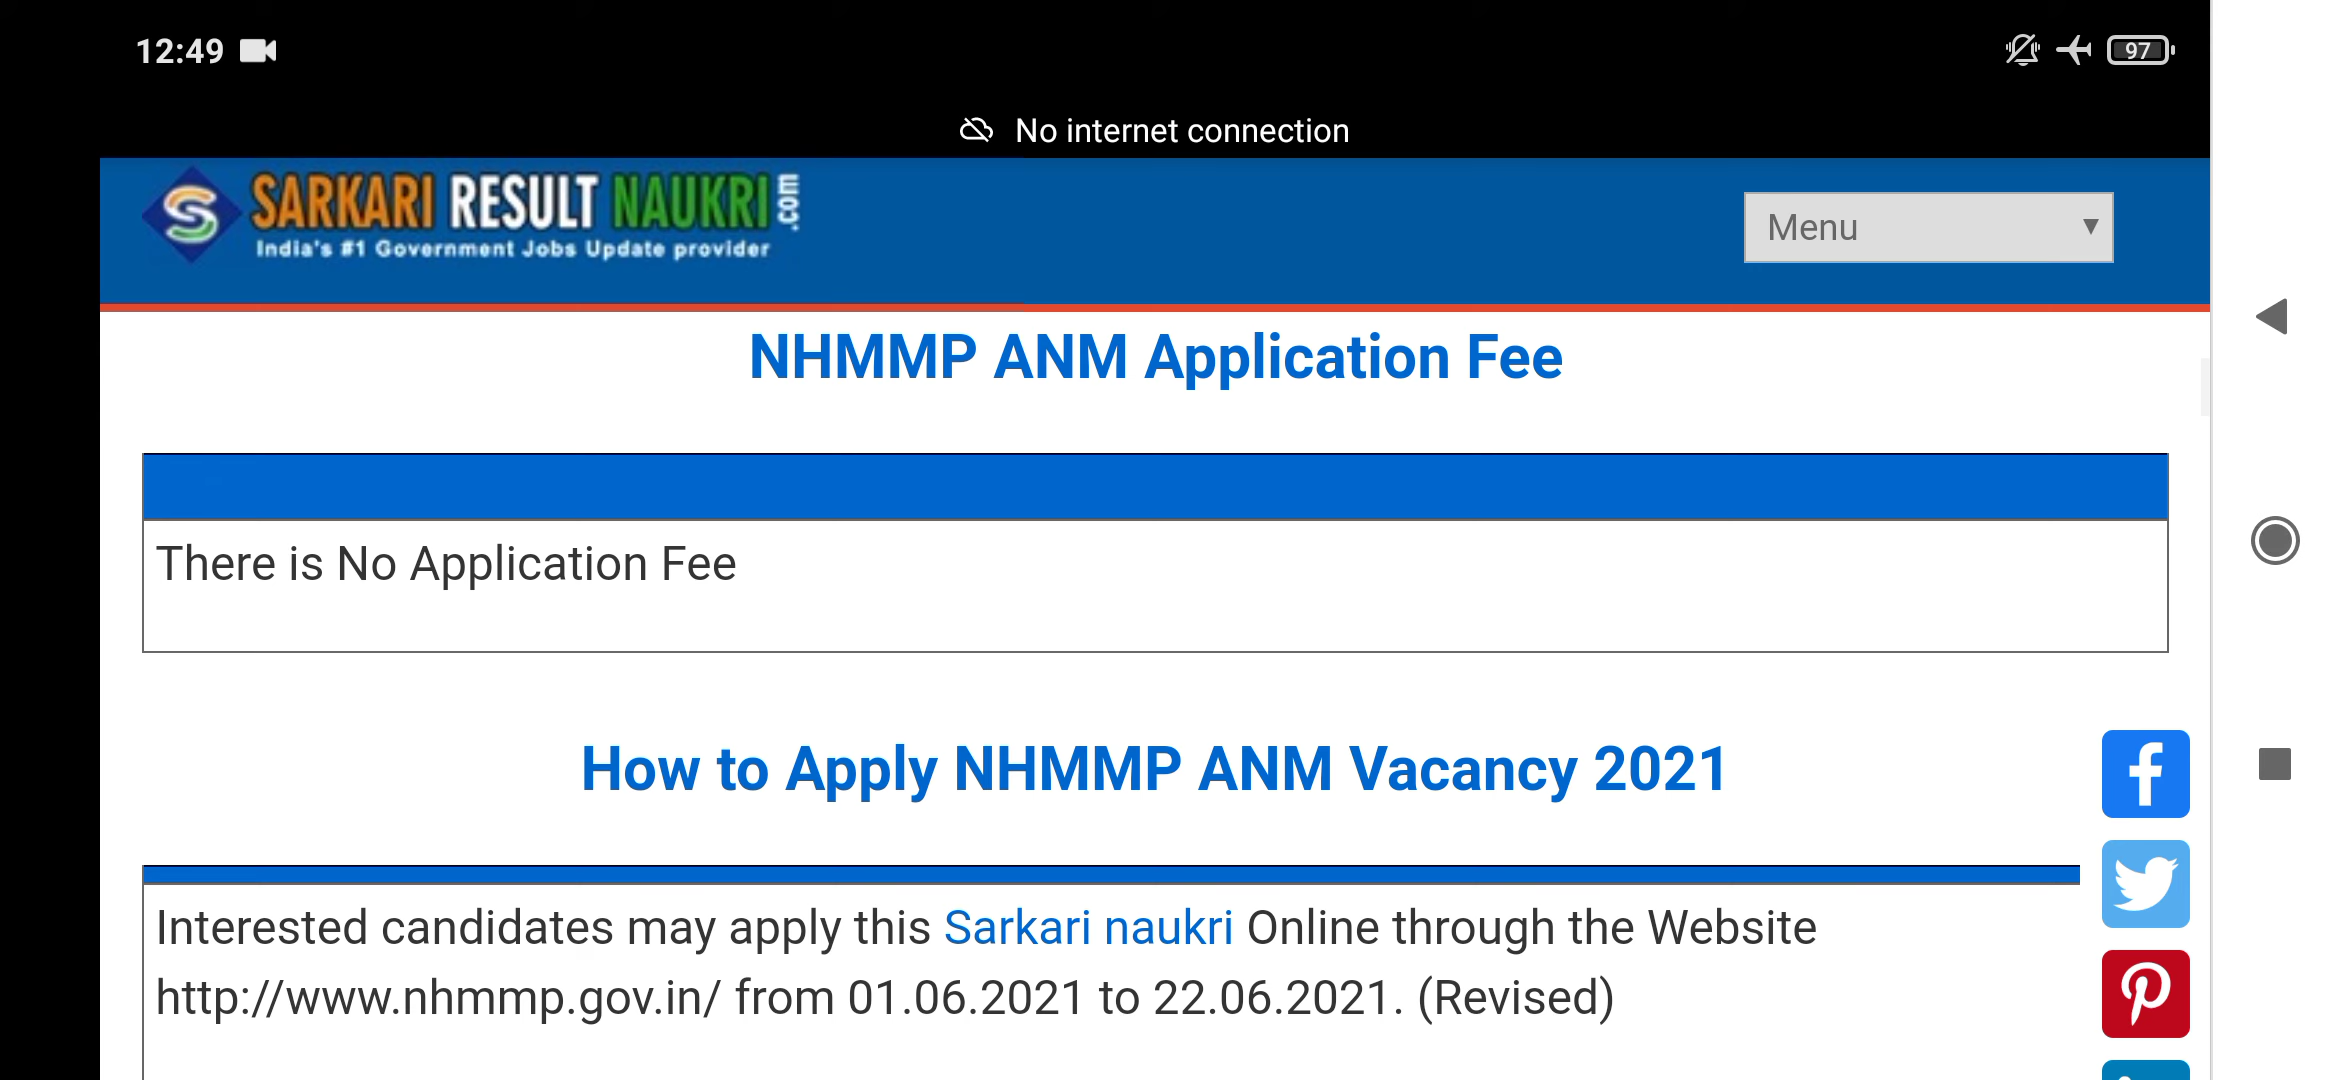 12:49
97
No internet connection
SARKARI RESULT NAUKRI.com
India's #1 Government Jobs Update provider
Menu
NHMMP ANM Application Fee
There is No Application Fee
How to Apply NHMMP ANM Vacancy 2021
Interested candidates may apply this Sarkari naukri Online through the Website
http://www.nhmmp.gov.in/ from 01.06.2021 to 22.06.2021. (Revised)